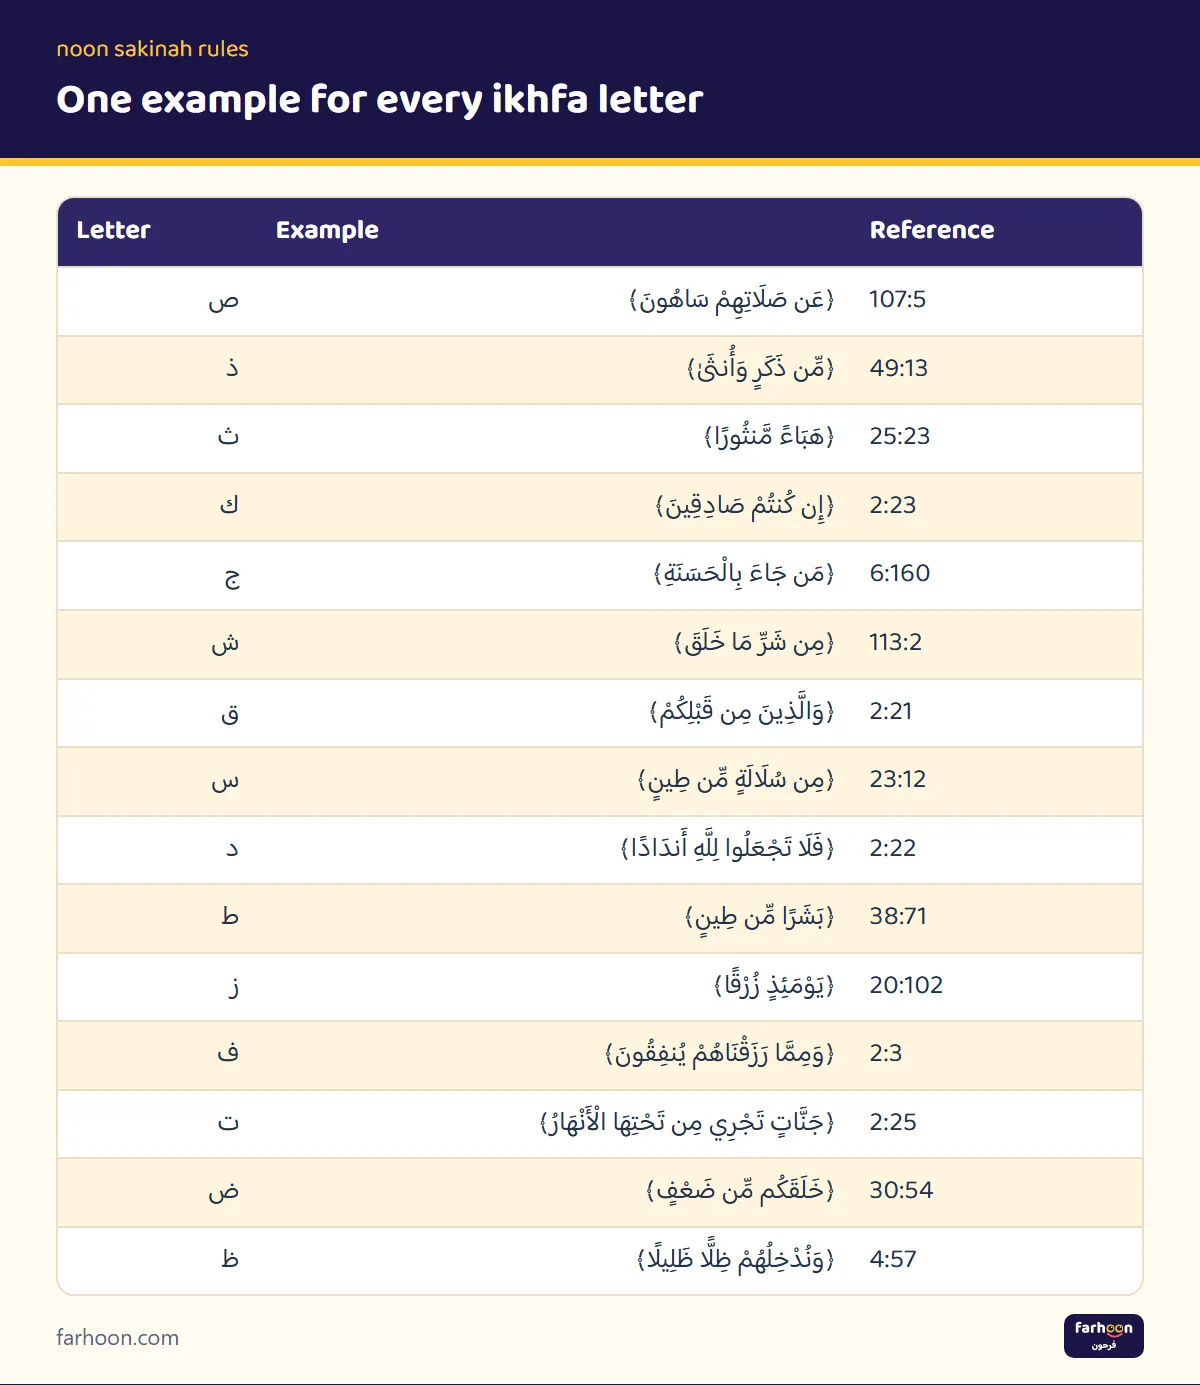 noon sakinah rules
One example for every ikhfa letter
Letter Example Reference
ص ﴿عَن صَلَاتِهِمْ سَاهُونَ﴾ 107:5
ذ ﴿مِّن ذَكَرٍ وَأُنثَىٰ﴾ 49:13
ث ﴿هَبَاءً مَّنثُورًا﴾ 25:23
ك ﴿إِن كُنتُمْ صَادِقِينَ﴾ 2:23
ج ﴿مَن جَاءَ بِالْحَسَنَةِ﴾ 6:160
ش ﴿مِن شَرِّ مَا خَلَقَ﴾ 113:2
ق ﴿وَالَّذِينَ مِن قَبْلِكُمْ﴾ 2:21
س ﴿مِن سُلَالَةٍ مِّن طِينٍ﴾ 23:12
د ﴿فَلَا تَجْعَلُوا لِلَّهِ أَندَادًا﴾ 2:22
ط ﴿بَشَرًا مِّن طِينٍ﴾ 38:71
ز ﴿يَوْمَئِذٍ زُرْقًا﴾ 20:102
ف ﴿وَمِمَّا رَزَقْنَاهُمْ يُنفِقُونَ﴾ 2:3
ت ﴿جَنَّاتٍ تَجْرِي مِن تَحْتِهَا الْأَنْهَارُ﴾ 2:25
ض ﴿خَلَقَكُم مِّن ضَعْفٍ﴾ 30:54
ظ ﴿وَنُدْخِلُهُمْ ظِلًّا ظَلِيلًا﴾ 4:57
farhoon.com
farhoon
فرحون